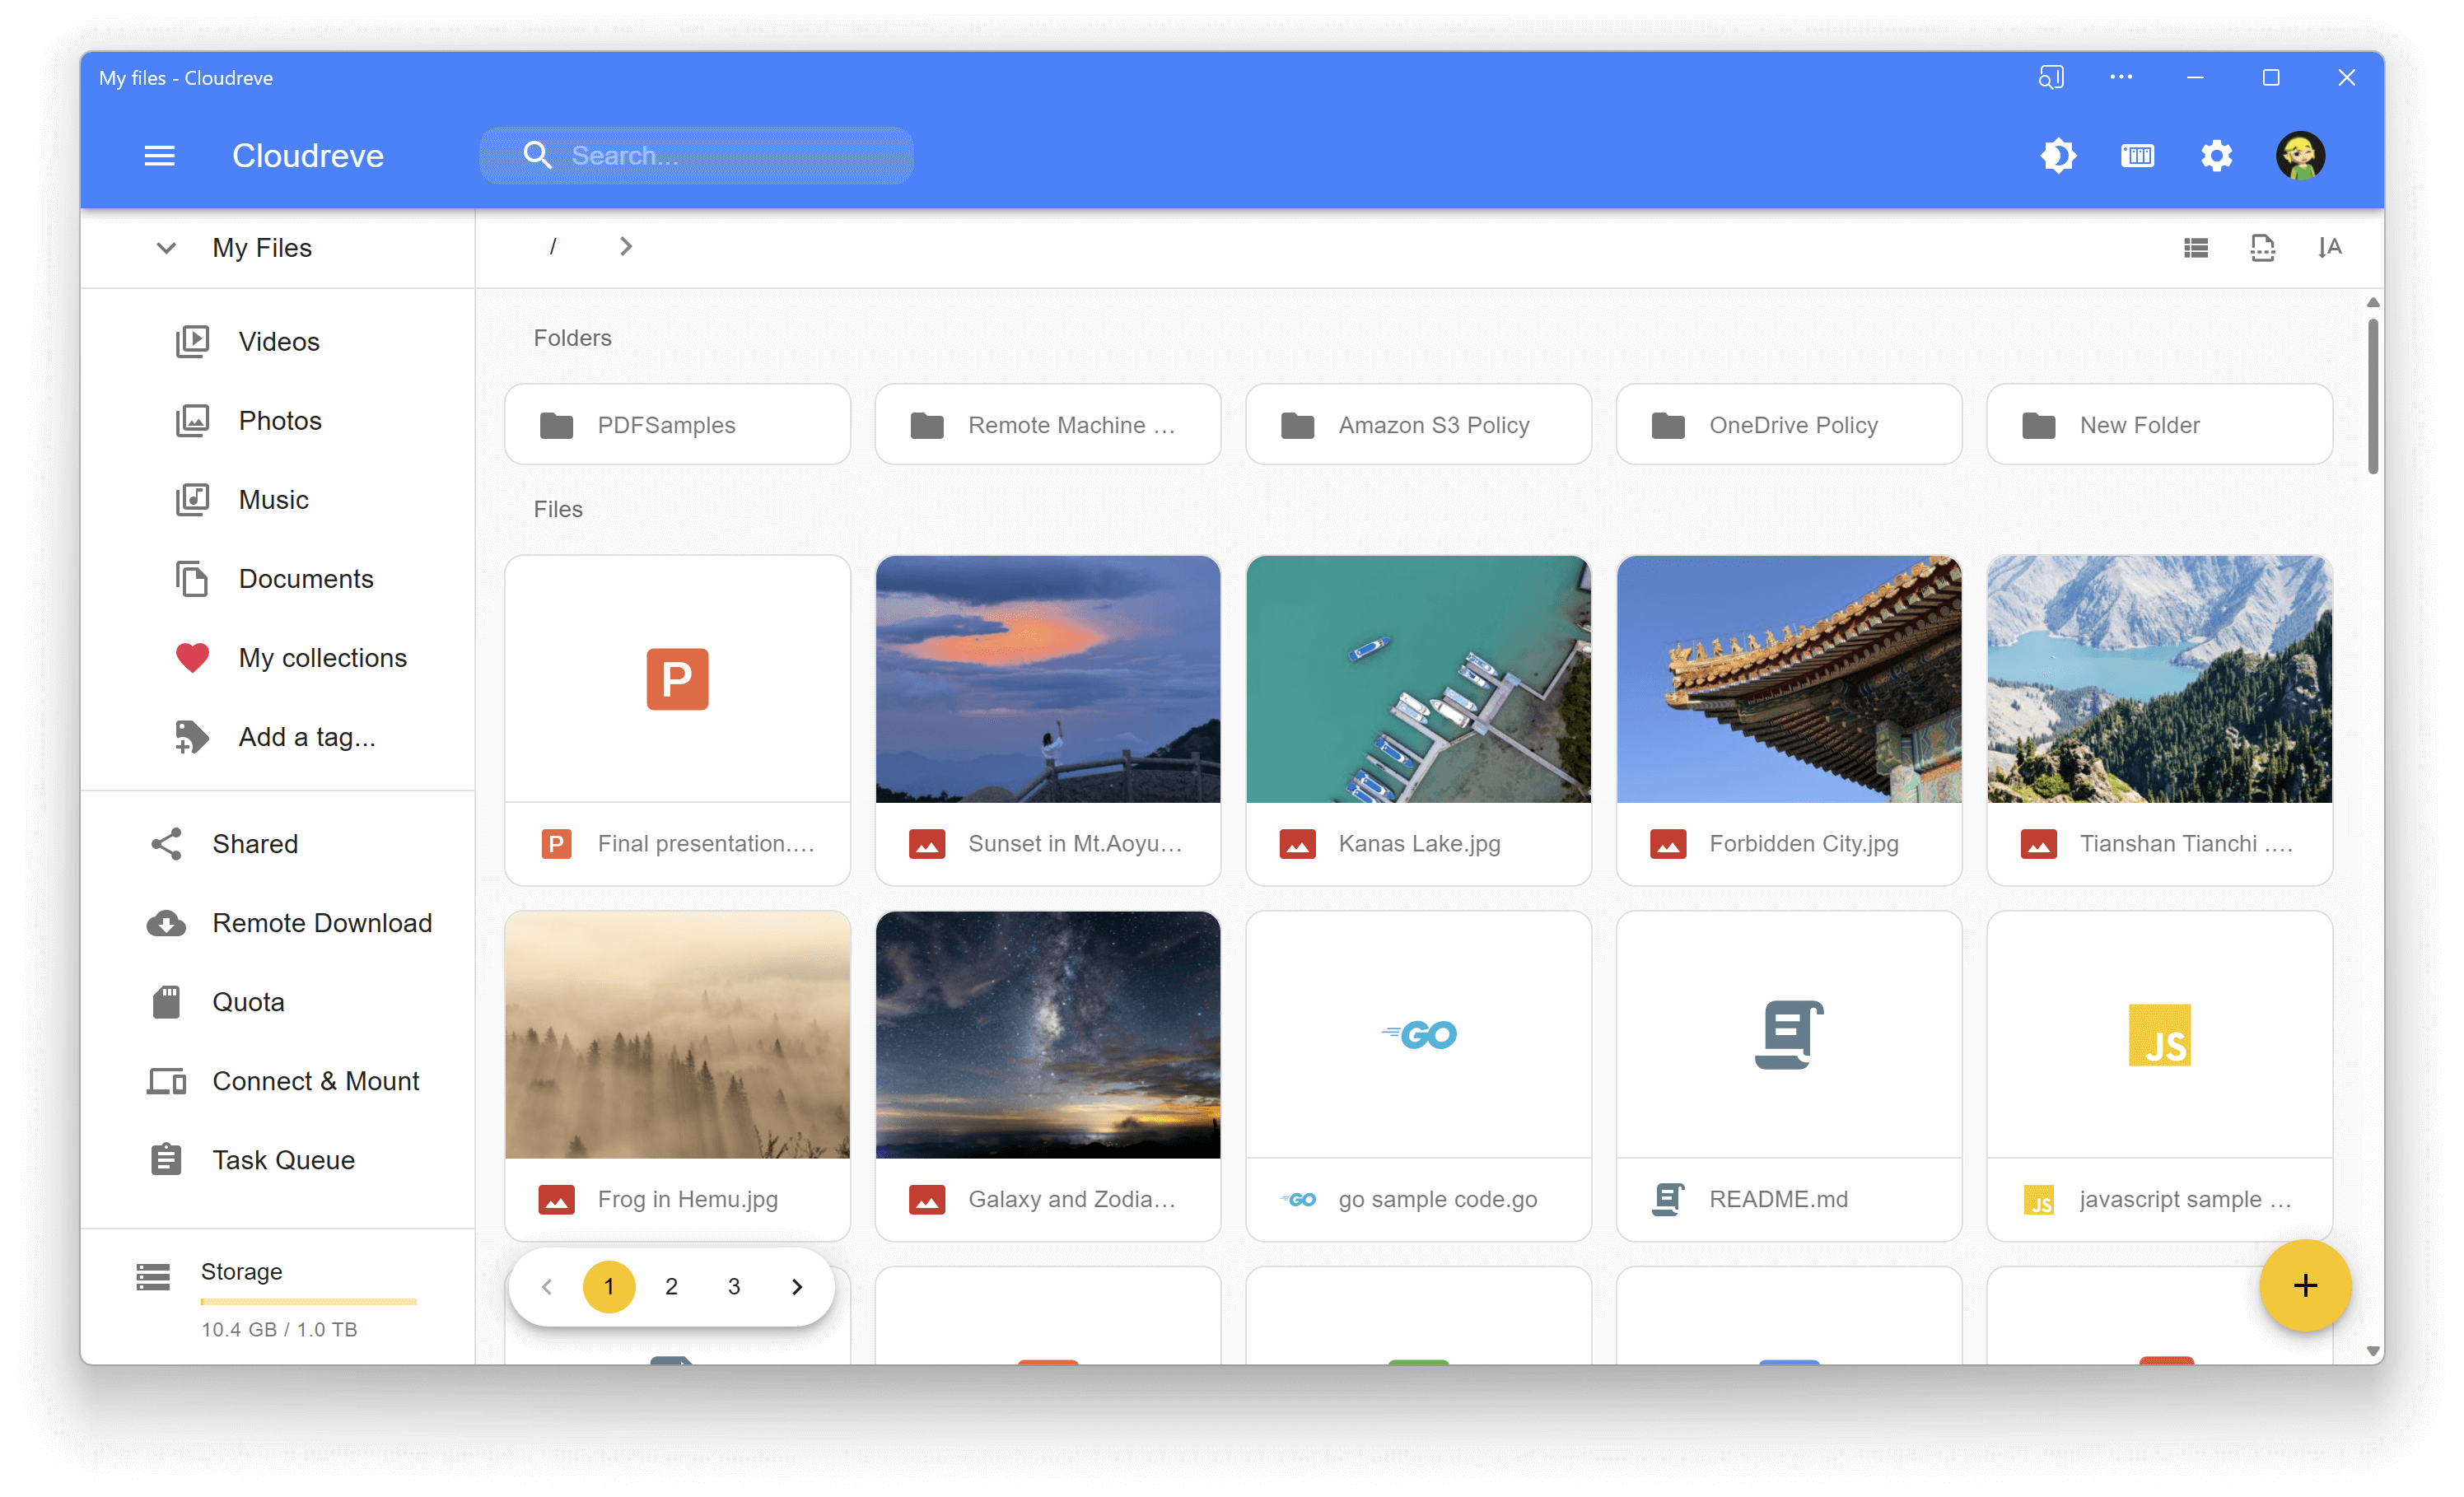 My files - Cloudreve
Cloudreve
Search...
My Files
/
A
Videos
Photos
Music
Documents
My collections
Add a tag...
Shared
Remote Download
Quota
Connect & Mount
Task Queue
Storage
10.4 GB / 1.0 TB
Folders
PDFSamples
Remote Machine …
Amazon S3 Policy
OneDrive Policy
New Folder
Files
P
P Final presentation.…
Sunset in Mt.Aoyu…
Kanas Lake.jpg
Forbidden City.jpg
Tianshan Tianchi .…
GO
JS
Frog in Hemu.jpg
Galaxy and Zodia…
GO go sample code.go
README.md
JS javascript sample …
1 2 3
+